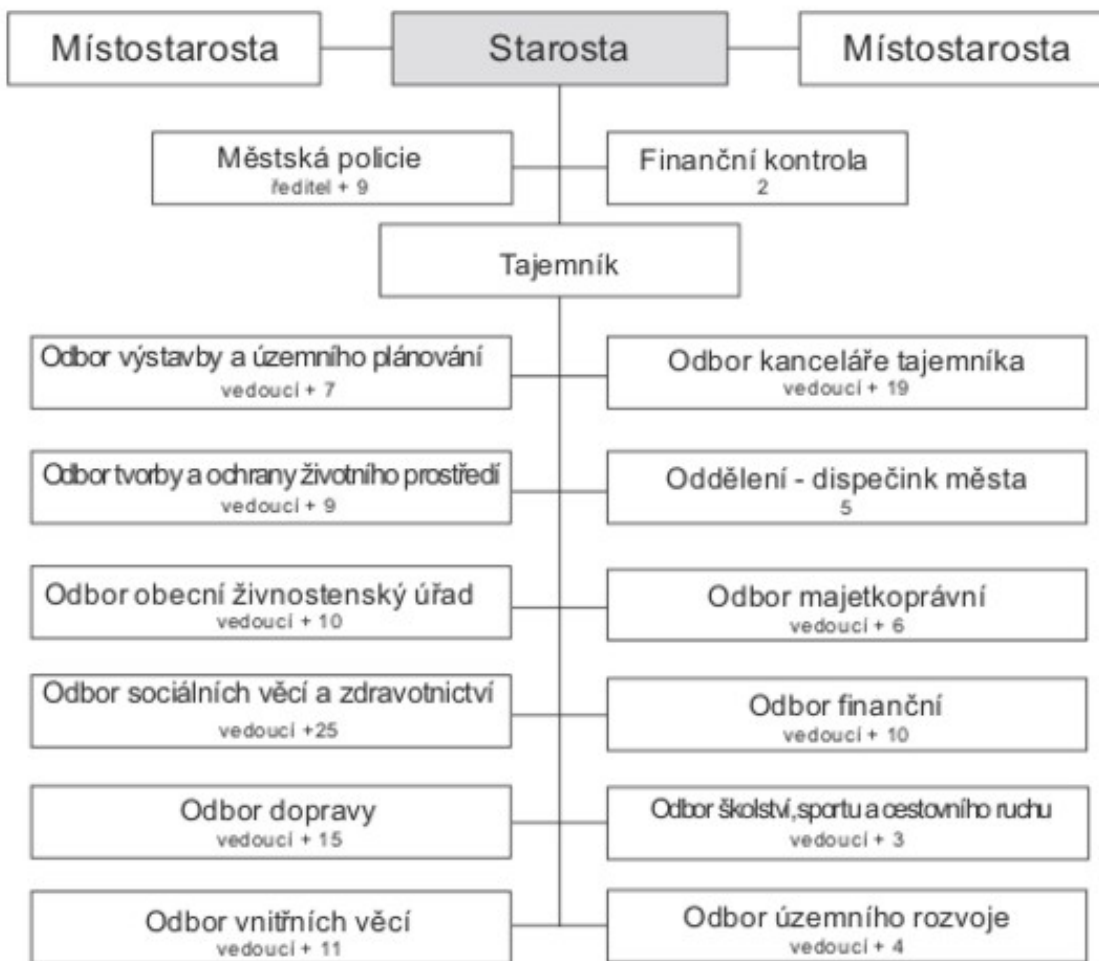 Místostarosta
Starosta
Místostarosta
Městská policie
ředitel + 9
Finanční kontrola
2
Tajemník
Odbor výstavby a územního plánování
vedoucí + 7
Odbor kanceláře tajemníka
vedoucí + 19
Odbor tvorby a ochrany životního prostředí
vedoucí + 9
Oddělení - dispečink města
5
Odbor obecní živnostenský úřad
vedoucí + 10
Odbor majetkoprávní
vedoucí + 6
Odbor sociálních věcí a zdravotnictví
vedoucí +25
Odbor finanční
vedoucí + 10
Odbor dopravy
vedoucí + 15
Odbor školství,sportu a cestovního ruchu
vedoucí + 3
Odbor vnitřních věcí
vedoucí + 11
Odbor územního rozvoje
vedoucí + 4